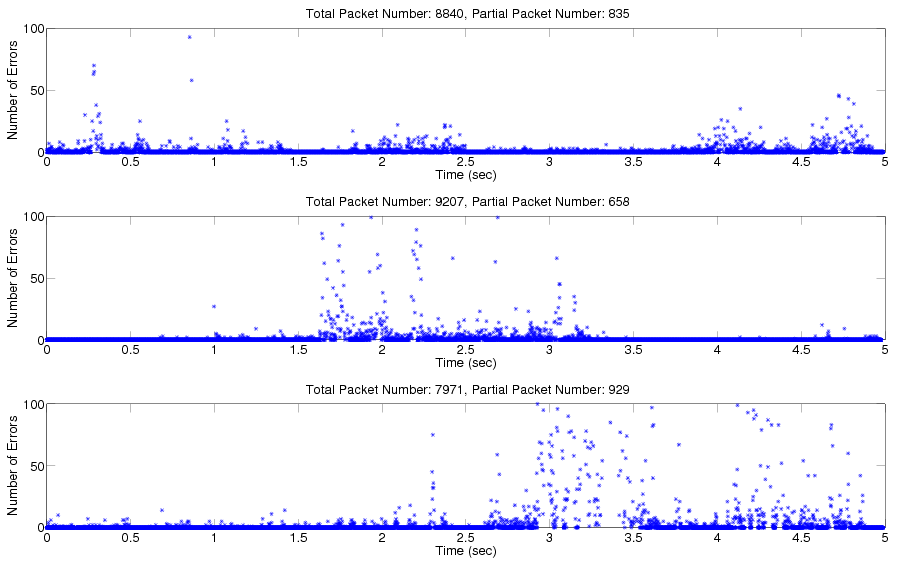 Total Packet Number: 8840, Partial Packet Number: 835
100
50
0
Number of Errors
0 0.5 1 1.5 2 2.5 3 3.5 4 4.5 5
Time (sec)
Total Packet Number: 9207, Partial Packet Number: 658
100
50
0
Number of Errors
0 0.5 1 1.5 2 2.5 3 3.5 4 4.5 5
Time (sec)
Total Packet Number: 7971, Partial Packet Number: 929
100
50
0
Number of Errors
0 0.5 1 1.5 2 2.5 3 3.5 4 4.5 5
Time (sec)